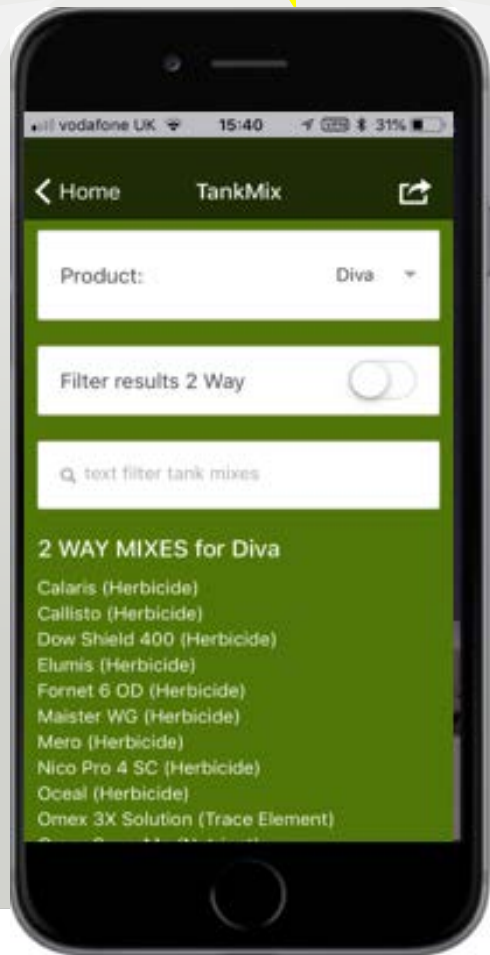 vodafone UK 15:40 31%
Home TankMix
Product: Diva
Filter results 2 Way
text filter tank mixes
2 WAY MIXES for Diva
Calaris (Herbicide)
Callisto (Herbicide)
Dow Shield 400 (Herbicide)
Elumis (Herbicide)
Fornet 6 OD (Herbicide)
Maister WG (Herbicide)
Mero (Herbicide)
Nico Pro 4 SC (Herbicide)
Oceal (Herbicide)
Omex 3X Solution (Trace Element)